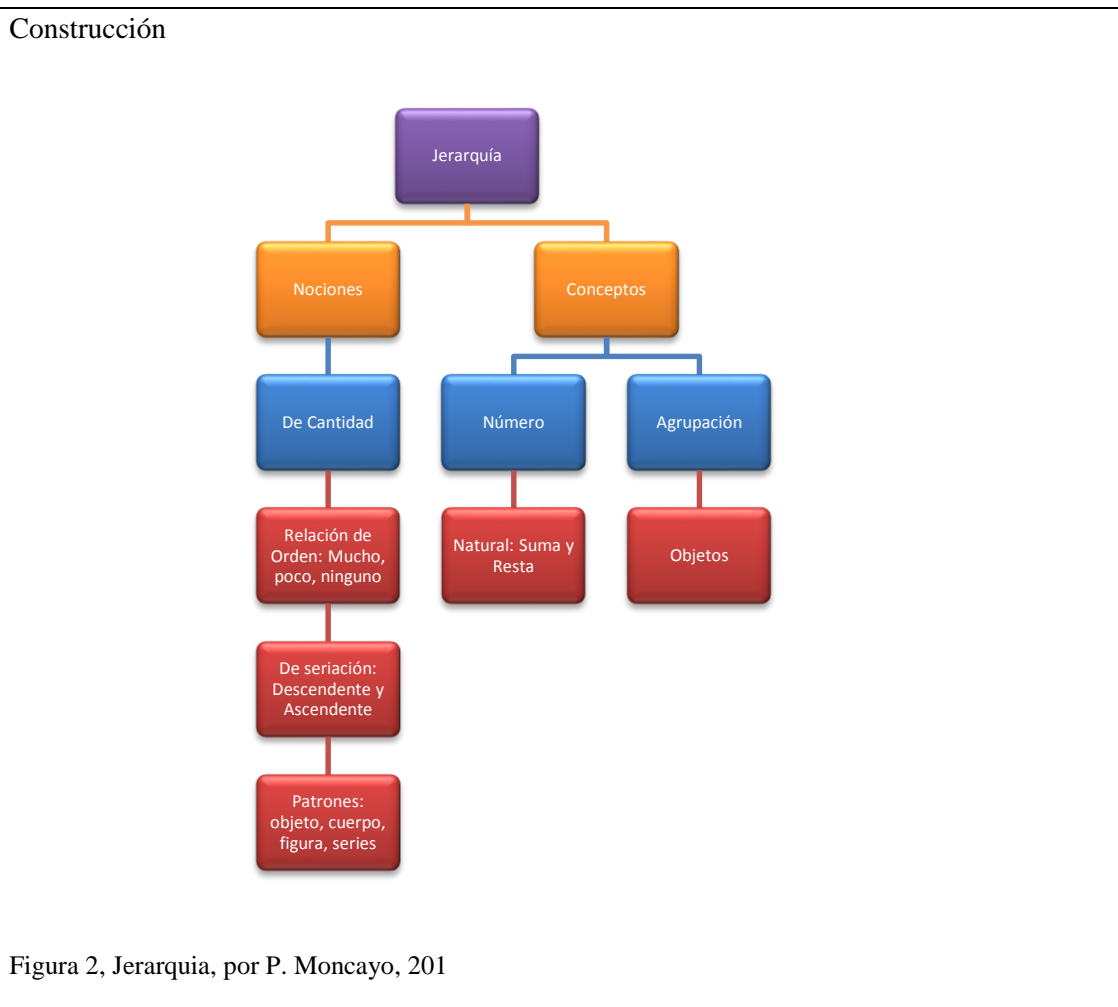 Construcción
Jerarquía
Nociones
Conceptos
De Cantidad
Número
Agrupación
Relación de
Orden: Mucho,
poco, ninguno
Natural: Suma y
Resta
Objetos
De seriación:
Descendente y
Ascendente
Patrones:
objeto, cuerpo,
figura, series
Figura 2, Jerarquia, por P. Moncayo, 201